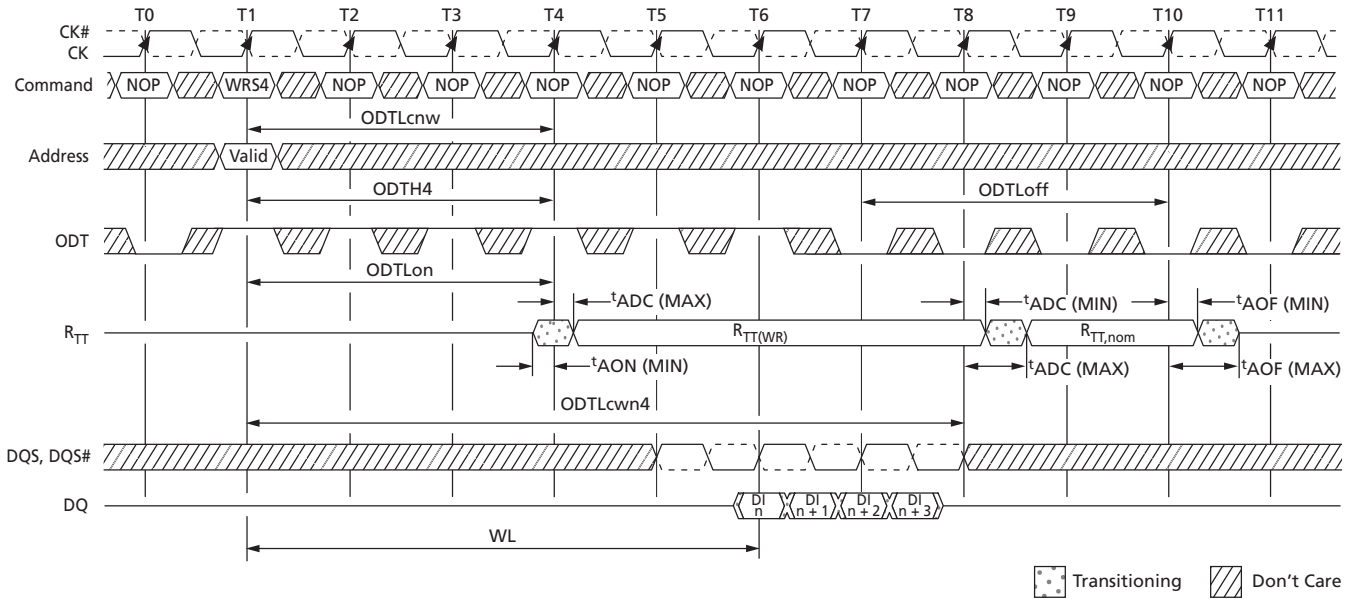 T0 T1 T2 T3 T4 T5 T6 T7 T8 T9 T10 T11
CK#
CK
Command NOP WRS4 NOP NOP NOP NOP NOP NOP NOP NOP NOP NOP
ODTLcnw
Address Valid
ODTH4 ODTLoff
ODT
ODTLon
tADC (MAX) tADC (MIN) tAOF (MIN)
RTT RTT(WR) RTT,nom
tAON (MIN) tADC (MAX) tAOF (MAX)
ODTLcwn4
DQS, DQS#
DQ DI n DI n + 1 DI n + 2 DI n + 3
WL
Transitioning Don't Care